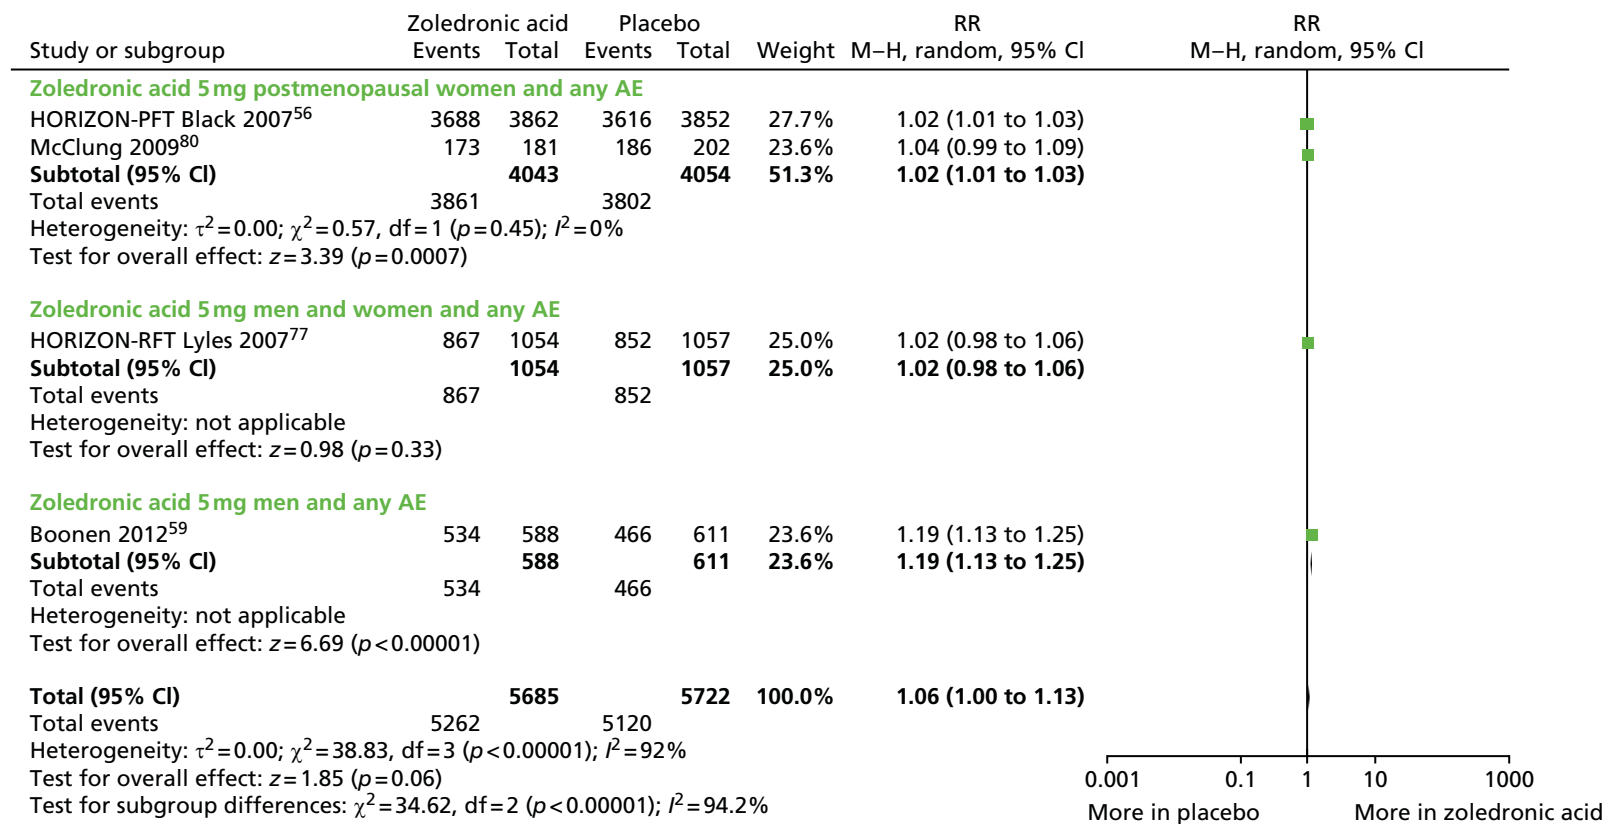 Zoledronic acid Placebo RR RR
Study or subgroup Events Total Events Total Weight M–H, random, 95% CI M–H, random, 95% CI
Zoledronic acid 5 mg postmenopausal women and any AE
HORIZON-PFT Black 2007⁵⁶ 3688 3862 3616 3852 27.7% 1.02 (1.01 to 1.03)
McClung 2009⁸⁰ 173 181 186 202 23.6% 1.04 (0.99 to 1.09)
Subtotal (95% CI) 4043 4054 51.3% 1.02 (1.01 to 1.03)
Total events 3861 3802
Heterogeneity: τ²=0.00; χ²=0.57, df=1 (p=0.45); I²=0%
Test for overall effect: z=3.39 (p=0.0007)
Zoledronic acid 5 mg men and women and any AE
HORIZON-RFT Lyles 2007⁷⁷ 867 1054 852 1057 25.0% 1.02 (0.98 to 1.06)
Subtotal (95% CI) 1054 1057 25.0% 1.02 (0.98 to 1.06)
Total events 867 852
Heterogeneity: not applicable
Test for overall effect: z=0.98 (p=0.33)
Zoledronic acid 5 mg men and any AE
Boonen 2012⁵⁹ 534 588 466 611 23.6% 1.19 (1.13 to 1.25)
Subtotal (95% CI) 588 611 23.6% 1.19 (1.13 to 1.25)
Total events 534 466
Heterogeneity: not applicable
Test for overall effect: z=6.69 (p<0.00001)
Total (95% CI) 5685 5722 100.0% 1.06 (1.00 to 1.13)
Total events 5262 5120
Heterogeneity: τ²=0.00; χ²=38.83, df=3 (p<0.00001); I²=92%
Test for overall effect: z=1.85 (p=0.06)
Test for subgroup differences: χ²=34.62, df=2 (p<0.00001); I²=94.2%
0.001 0.1 1 10 1000
More in placebo More in zoledronic acid